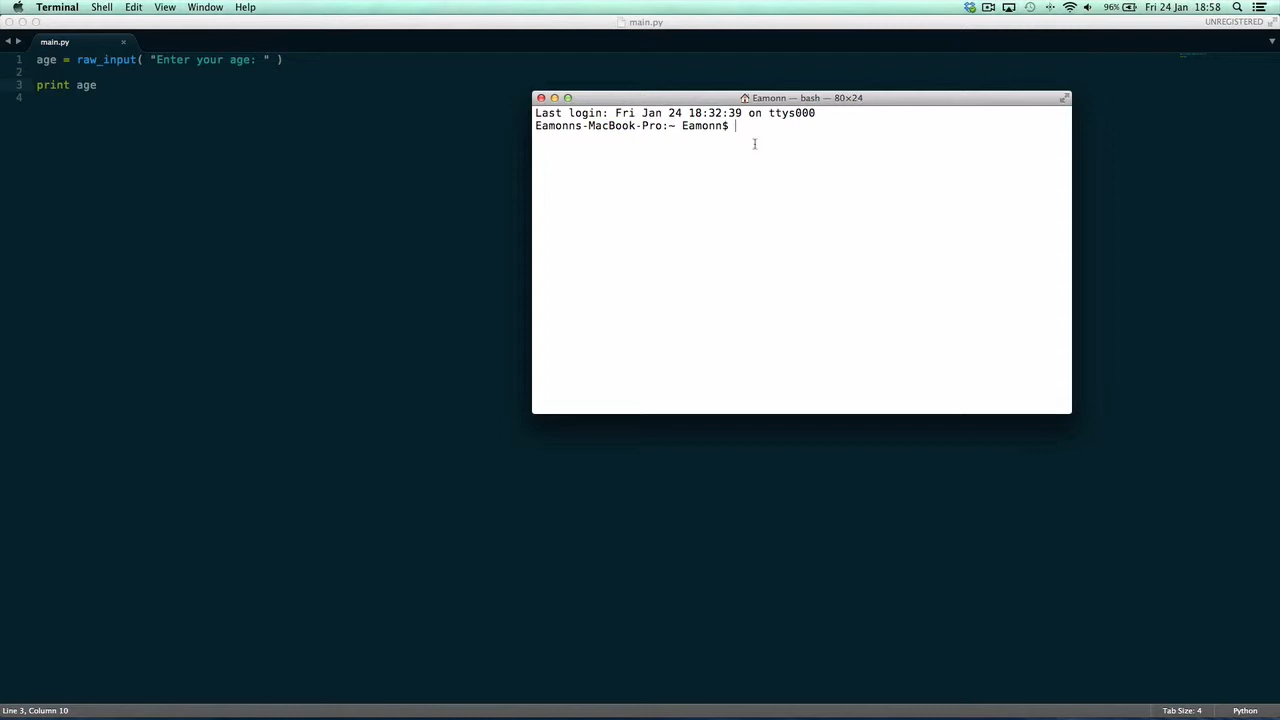 Terminal Shell Edit View Window Help 96% Fri 24 Jan 18:58
main.py UNREGISTERED
main.py
1 age = raw_input( "Enter your age: " )
2
3 print age
4
Eamonn — bash — 80×24
Last login: Fri Jan 24 18:32:39 on ttys000
Eamonns-MacBook-Pro:~ Eamonn$
Line 3, Column 10 Tab Size: 4 Python